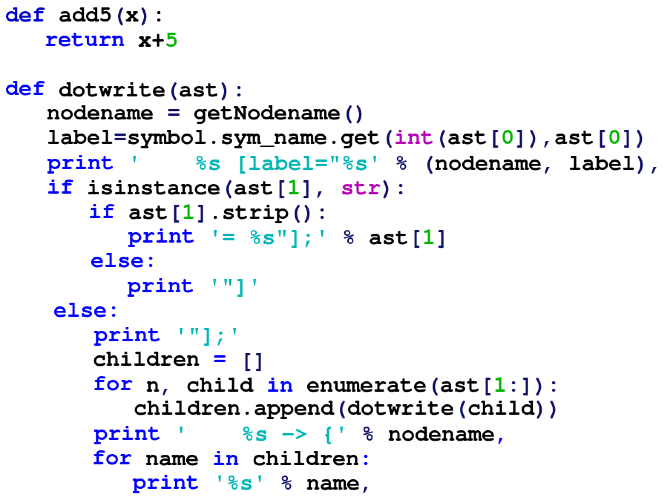 def add5(x):
    return x+5

def dotwrite(ast):
    nodename = getNodename()
    label=symbol.sym_name.get(int(ast[0]),ast[0])
    print '    %s [label="%s' % (nodename, label),
    if isinstance(ast[1], str):
        if ast[1].strip():
            print '= %s"];' % ast[1]
        else:
            print '"]'
    else:
        print '"];'
        children = []
        for n, child in enumerate(ast[1:]):
            children.append(dotwrite(child))
        print '    %s -> {' % nodename,
        for name in children:
            print '%s' % name,